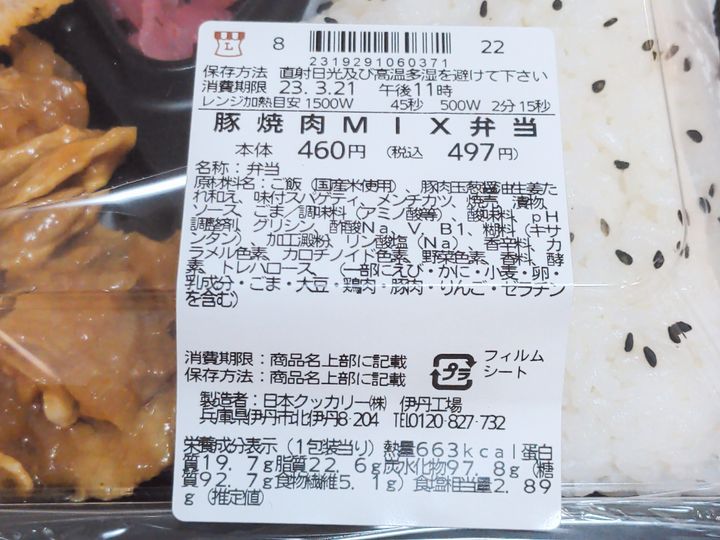 L 8 22
2319291060371
保存方法 直射日光及び高温多湿を避けて下さい
消費期限 23.3.21 午後11時
レンジ加熱目安 1500W 45秒 500W 2分15秒
豚焼肉MIX弁当
本体 460円 (税込 497円)
名称:弁当
原材料名:ご飯(国産米使用)、豚肉玉葱醤油生姜た
れ和え、味付スパゲティ、メンチカツ、焼売、漬物、
ソース、ごま/調味料(アミノ酸等)、酸味料、pH
調整剤、グリシン、酢酸Na、V.B1、糊料(キサ
ンタン)、加工澱粉、リン酸塩(Na)、香辛料、カ
ラメル色素、カロチノイド色素、野菜色素、香料、酵
素、トレハロース、(一部にえび・かに・小麦・卵・
乳成分・ごま・大豆・鶏肉・豚肉・りんご・ゼラチン
を含む)
消費期限:商品名上部に記載
保存方法:商品名上部に記載
プラ フィルム
シート
製造者:日本クッカリー㈱ 伊丹工場
兵庫県伊丹市北伊丹8-204 TEL0120-827-732
栄養成分表示(1包装当り)熱量663kcal蛋白
質19.7g脂質22.6g炭水化物97.8g(糖
質92.7g食物繊維5.1g)食塩相当量2.89
g(推定値)